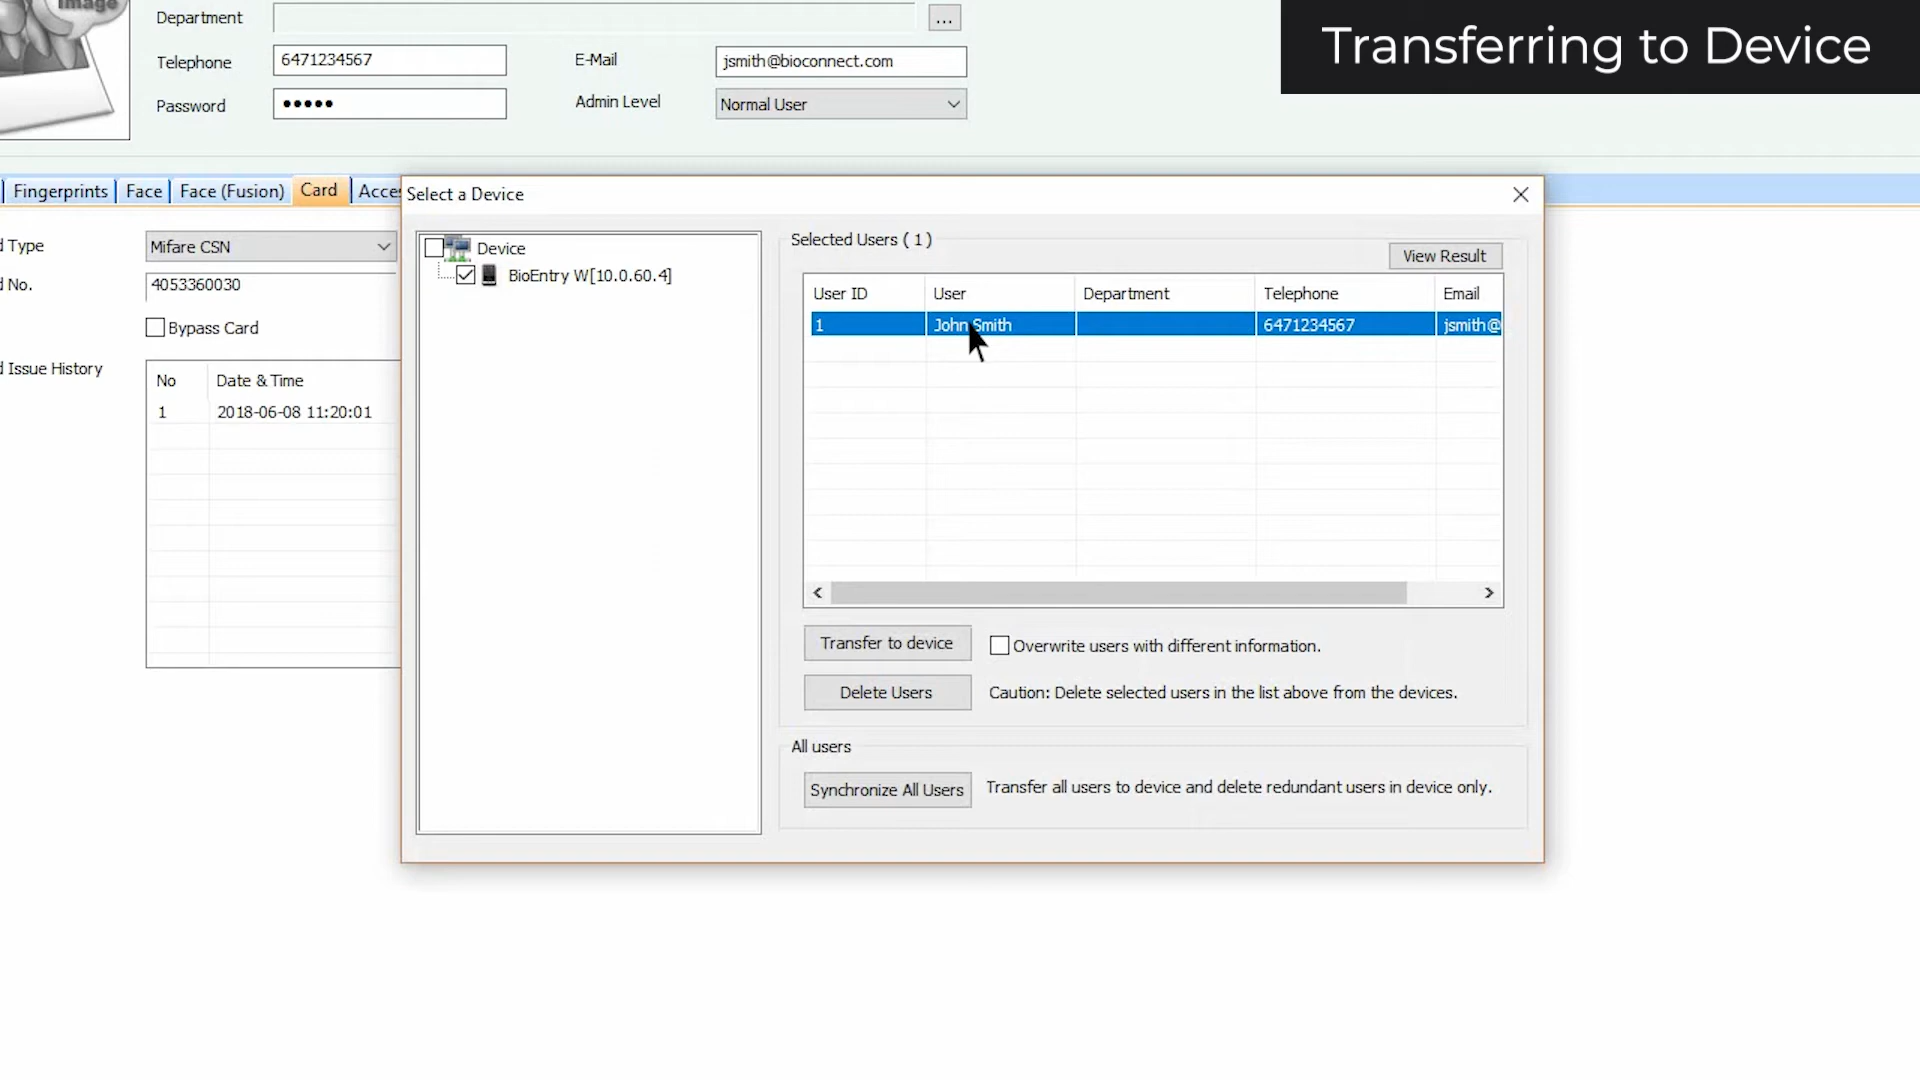 Image
Transferring to Device
Department
...
Telephone
6471234567
E-Mail
jsmith@bioconnect.com
Password
•••••
Admin Level
Normal User
Fingerprints
Face
Face (Fusion)
Card
Select a Device
Type
Mifare CSN
No.
4053360030
Bypass Card
Issue History
No
Date & Time
1
2018-06-08 11:20:01
Device
BioEntry W[10.0.60.4]
Selected Users ( 1 )
View Result
User ID
User
Department
Telephone
Email
1
John Smith
6471234567
jsmith@
Transfer to device
Overwrite users with different information.
Delete Users
Caution: Delete selected users in the list above from the devices.
All users
Synchronize All Users
Transfer all users to device and delete redundant users in device only.